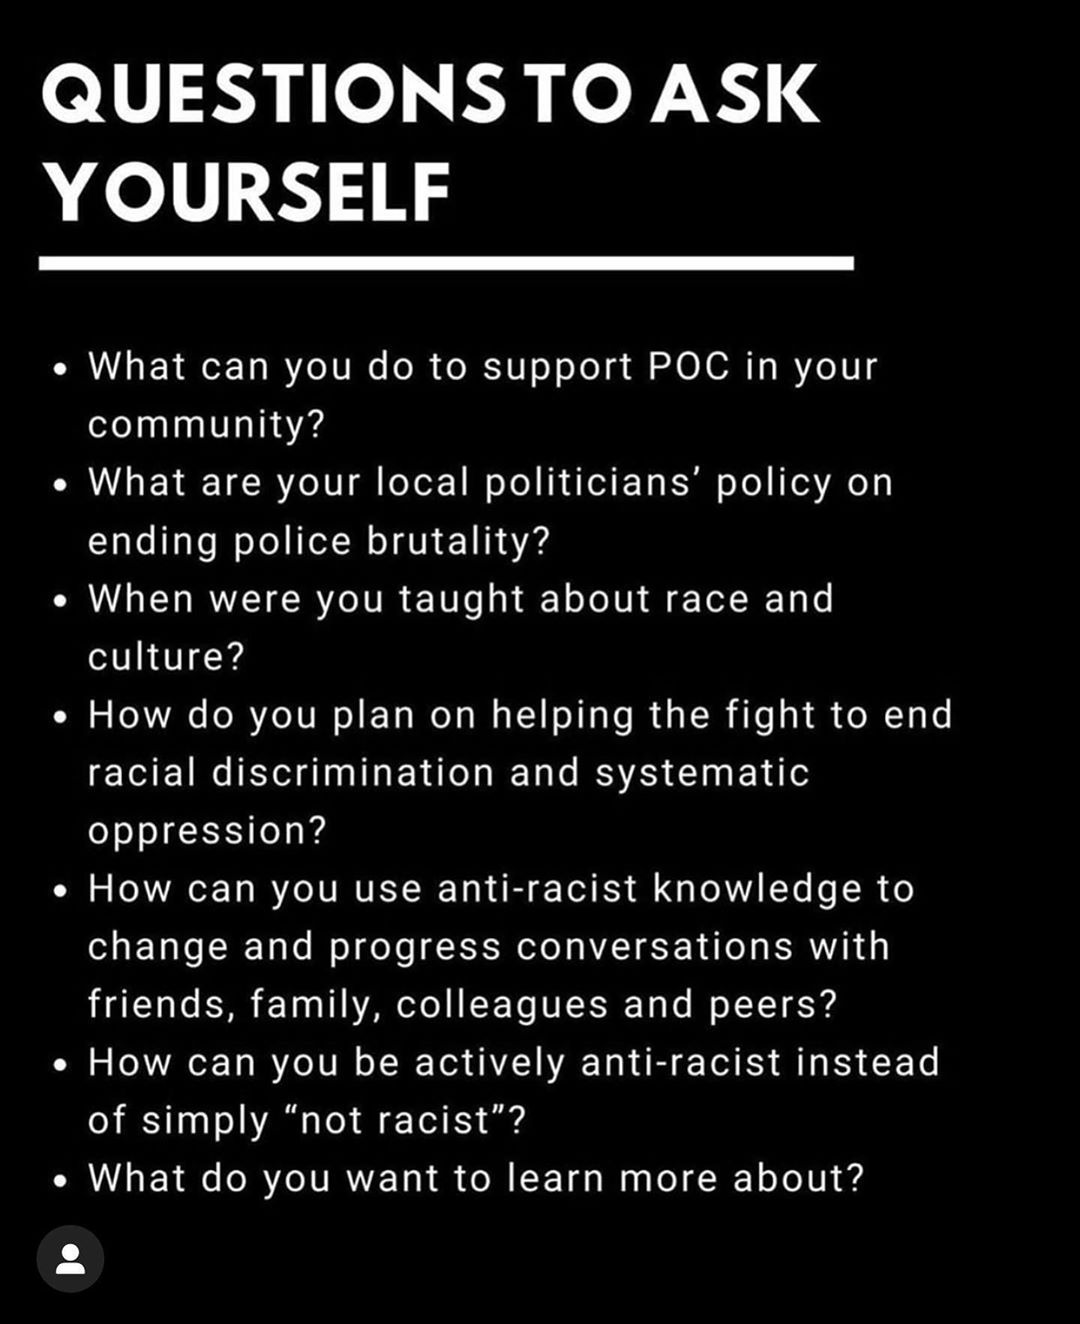 QUESTIONS TO ASK
YOURSELF
• What can you do to support POC in your
community?
• What are your local politicians’ policy on
ending police brutality?
• When were you taught about race and
culture?
• How do you plan on helping the fight to end
racial discrimination and systematic
oppression?
• How can you use anti-racist knowledge to
change and progress conversations with
friends, family, colleagues and peers?
• How can you be actively anti-racist instead
of simply “not racist”?
• What do you want to learn more about?